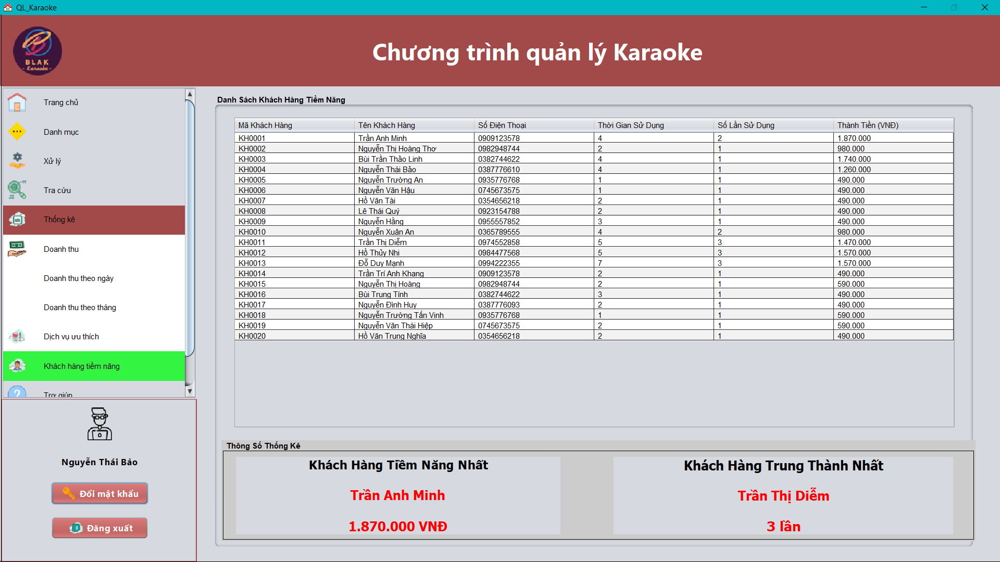 QL_Karaoke
BLAK
- Karaoke -
Chương trình quản lý Karaoke
Trang chủ
Danh mục
Xử lý
Tra cứu
Thống kê
Doanh thu
Doanh thu theo ngày
Doanh thu theo tháng
Dịch vụ ưu thích
Khách hàng tiềm năng
Trợ giúp
Nguyễn Thái Bảo
Đổi mật khẩu
Đăng xuất
Danh Sách Khách Hàng Tiềm Năng
Mã Khách Hàng Tên Khách Hàng Số Điện Thoại Thời Gian Sử Dụng Số Lần Sử Dụng Thành Tiền (VNĐ)
KH0001 Trần Anh Minh 0909123578 4 2 1.870.000
KH0002 Nguyễn Thị Hoàng Thơ 0982948744 2 1 980.000
KH0003 Bùi Trần Thảo Linh 0382744622 4 1 1.740.000
KH0004 Nguyễn Thái Bảo 0387776610 4 1 1.260.000
KH0005 Nguyễn Trường An 0935776768 1 1 490.000
KH0006 Nguyễn Văn Hậu 0745673575 1 1 490.000
KH0007 Hồ Văn Tài 0354656218 2 1 490.000
KH0008 Lê Thái Quý 0923154788 2 1 490.000
KH0009 Nguyễn Hằng 0955557852 3 1 490.000
KH0010 Nguyễn Xuân An 0365789555 4 2 980.000
KH0011 Trần Thị Diễm 0974552858 5 3 1.470.000
KH0012 Hồ Thủy Nhi 0984477568 5 3 1.570.000
KH0013 Đỗ Duy Mạnh 0994222355 7 3 1.570.000
KH0014 Trần Trí Anh Khang 0909123578 2 1 490.000
KH0015 Nguyễn Thị Hoàng 0982948744 2 1 590.000
KH0016 Bùi Trung Tính 0382744622 3 1 490.000
KH0017 Nguyễn Đình Huy 0387776093 2 1 490.000
KH0018 Nguyễn Trường Tấn Vinh 0935776768 1 1 590.000
KH0019 Nguyễn Văn Thái Hiệp 0745673575 2 1 590.000
KH0020 Hồ Văn Trung Nghĩa 0354656218 2 1 490.000
Thông Số Thống Kê
Khách Hàng Tiềm Năng Nhất
Trần Anh Minh
1.870.000 VNĐ
Khách Hàng Trung Thành Nhất
Trần Thị Diễm
3 lần